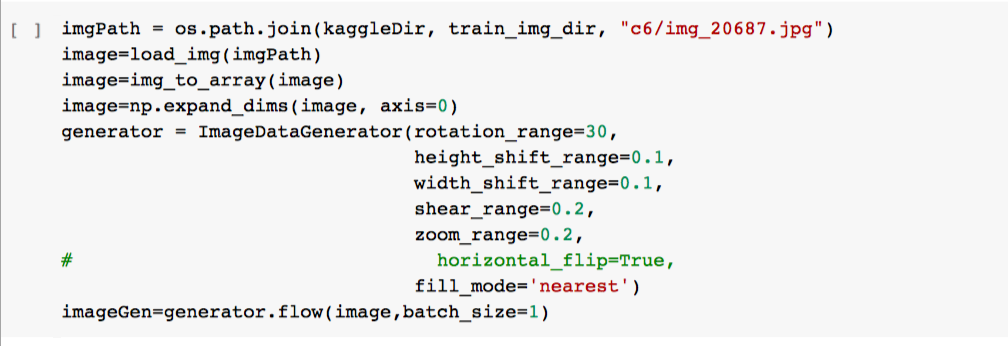 [ ] imgPath = os.path.join(kaggleDir, train_img_dir, "c6/img_20687.jpg")
image=load_img(imgPath)
image=img_to_array(image)
image=np.expand_dims(image, axis=0)
generator = ImageDataGenerator(rotation_range=30,
height_shift_range=0.1,
width_shift_range=0.1,
shear_range=0.2,
zoom_range=0.2,
# horizontal_flip=True,
fill_mode='nearest')
imageGen=generator.flow(image,batch_size=1)